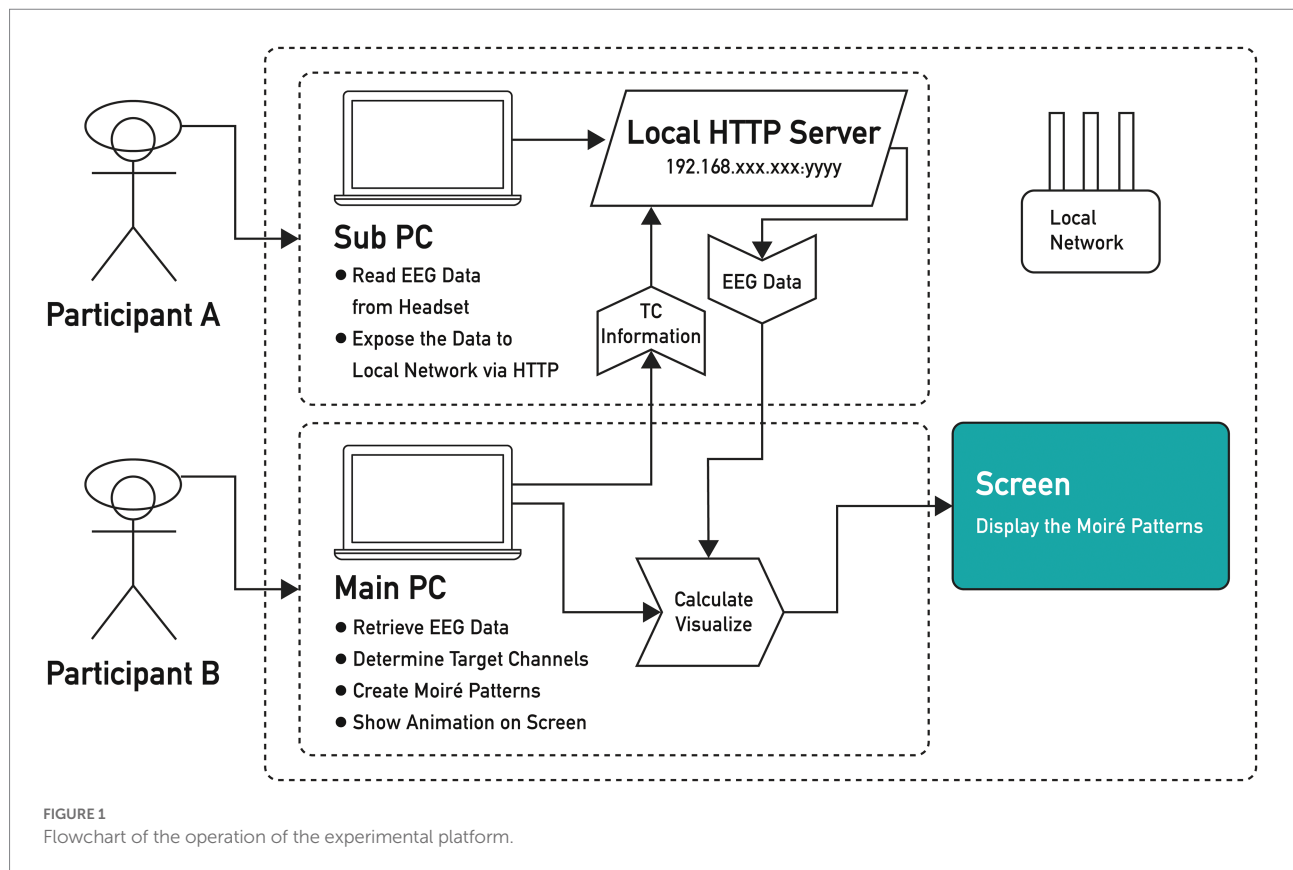 Participant A
Sub PC
● Read EEG Data
from Headset
● Expose the Data to
Local Network via HTTP
Local HTTP Server
192.168.xxx.xxx:yyyy
TC
Information
EEG Data
Local
Network
Participant B
Main PC
● Retrieve EEG Data
● Determine Target Channels
● Create Moiré Patterns
● Show Animation on Screen
Calculate
Visualize
Screen
Display the Moiré Patterns
FIGURE 1
Flowchart of the operation of the experimental platform.